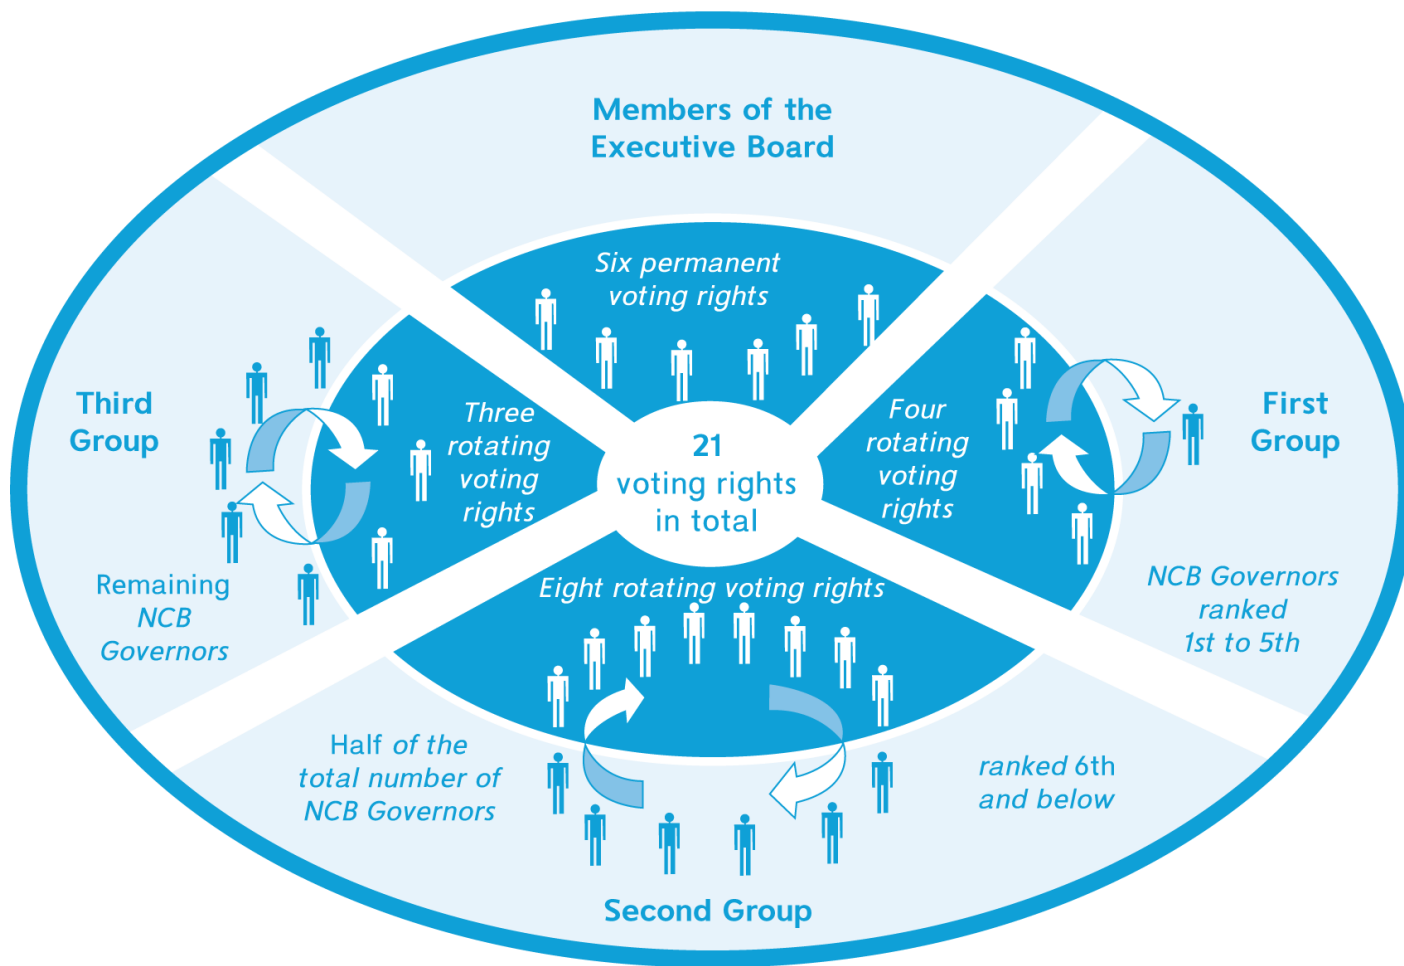 Members of the
Executive Board
Six permanent
voting rights
Third
Group
Three
rotating
voting
rights
21
voting rights
in total
Four
rotating
voting
rights
First
Group
Remaining
NCB
Governors
NCB Governors
ranked
1st to 5th
Eight rotating voting rights
Half of the
total number of
NCB Governors
ranked 6th
and below
Second Group